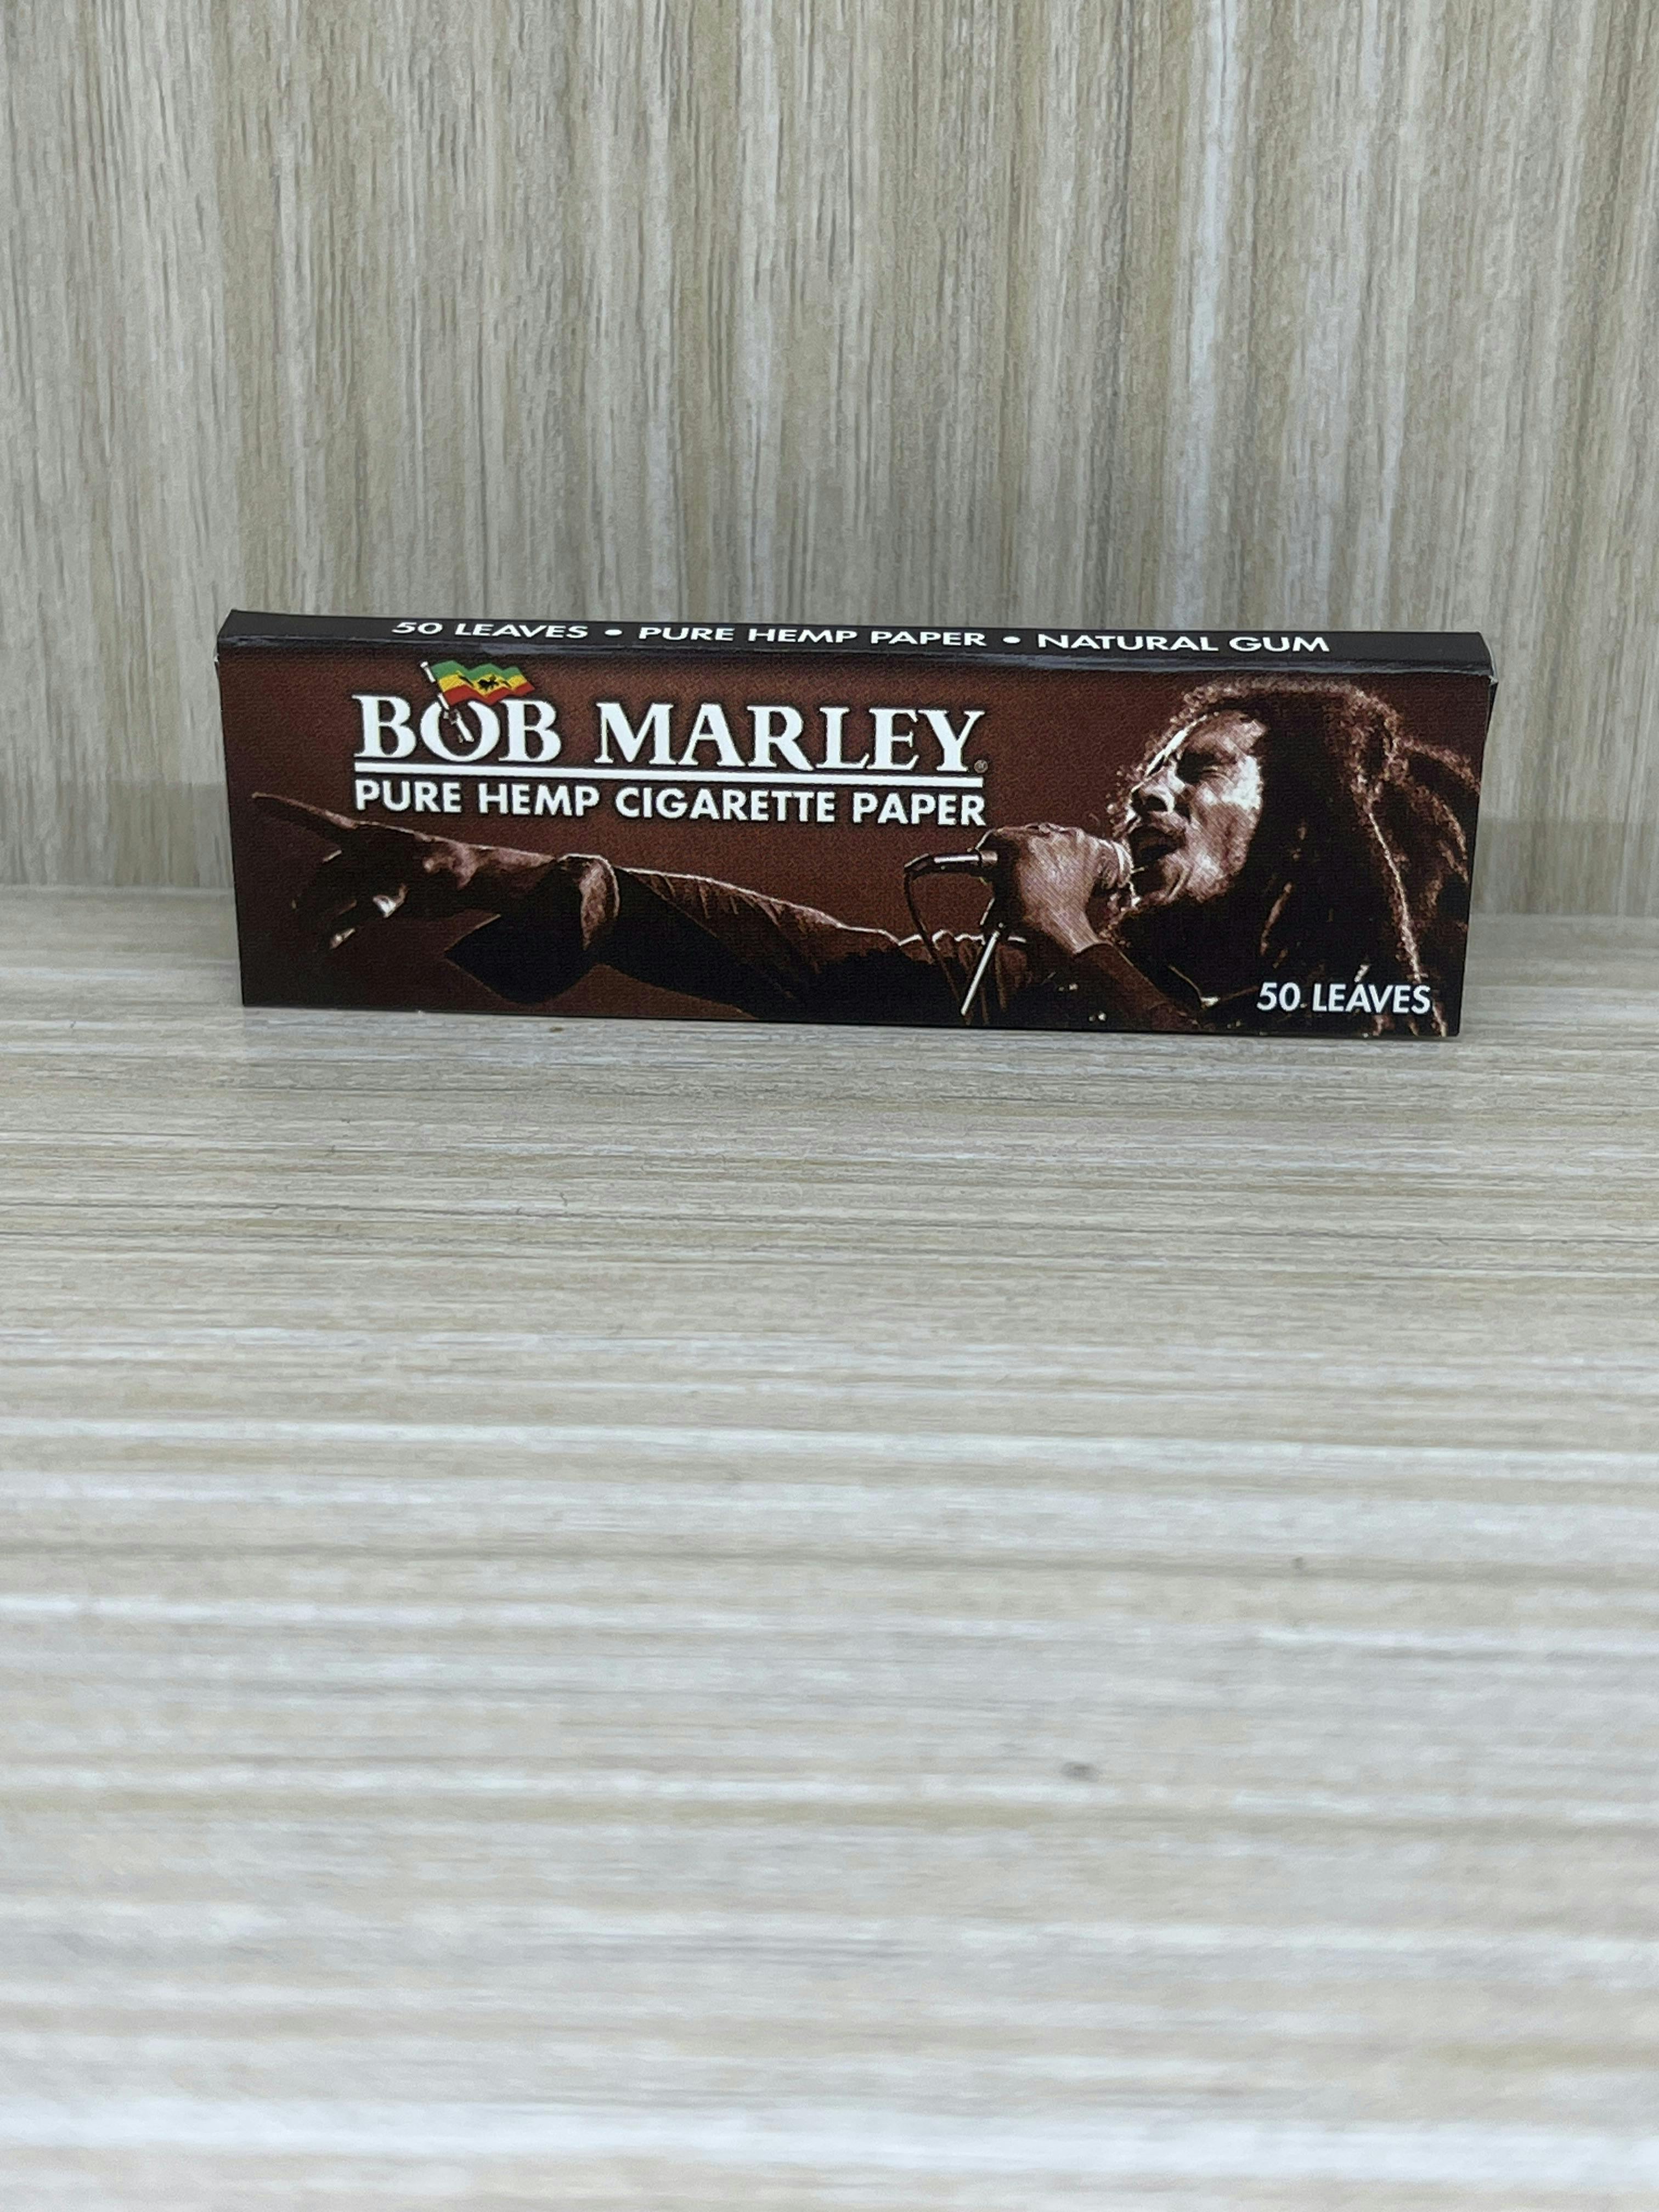 50 LEAVES • PURE HEMP PAPER • NATURAL GUM
BOB MARLEY®
PURE HEMP CIGARETTE PAPER
50 LEAVES